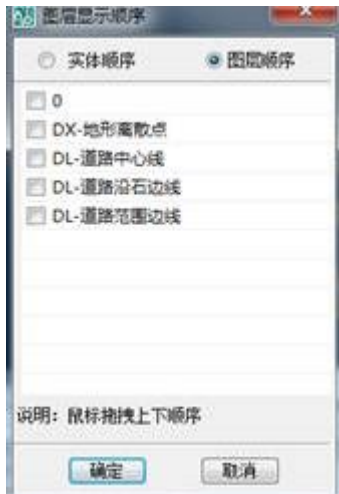 图层显示顺序
实体顺序 图层顺序
0
DX-地形离散点
DL-道路中心线
DL-道路沿石边线
DL-道路范围边线
说明：鼠标拖拽上下顺序
确定 取消